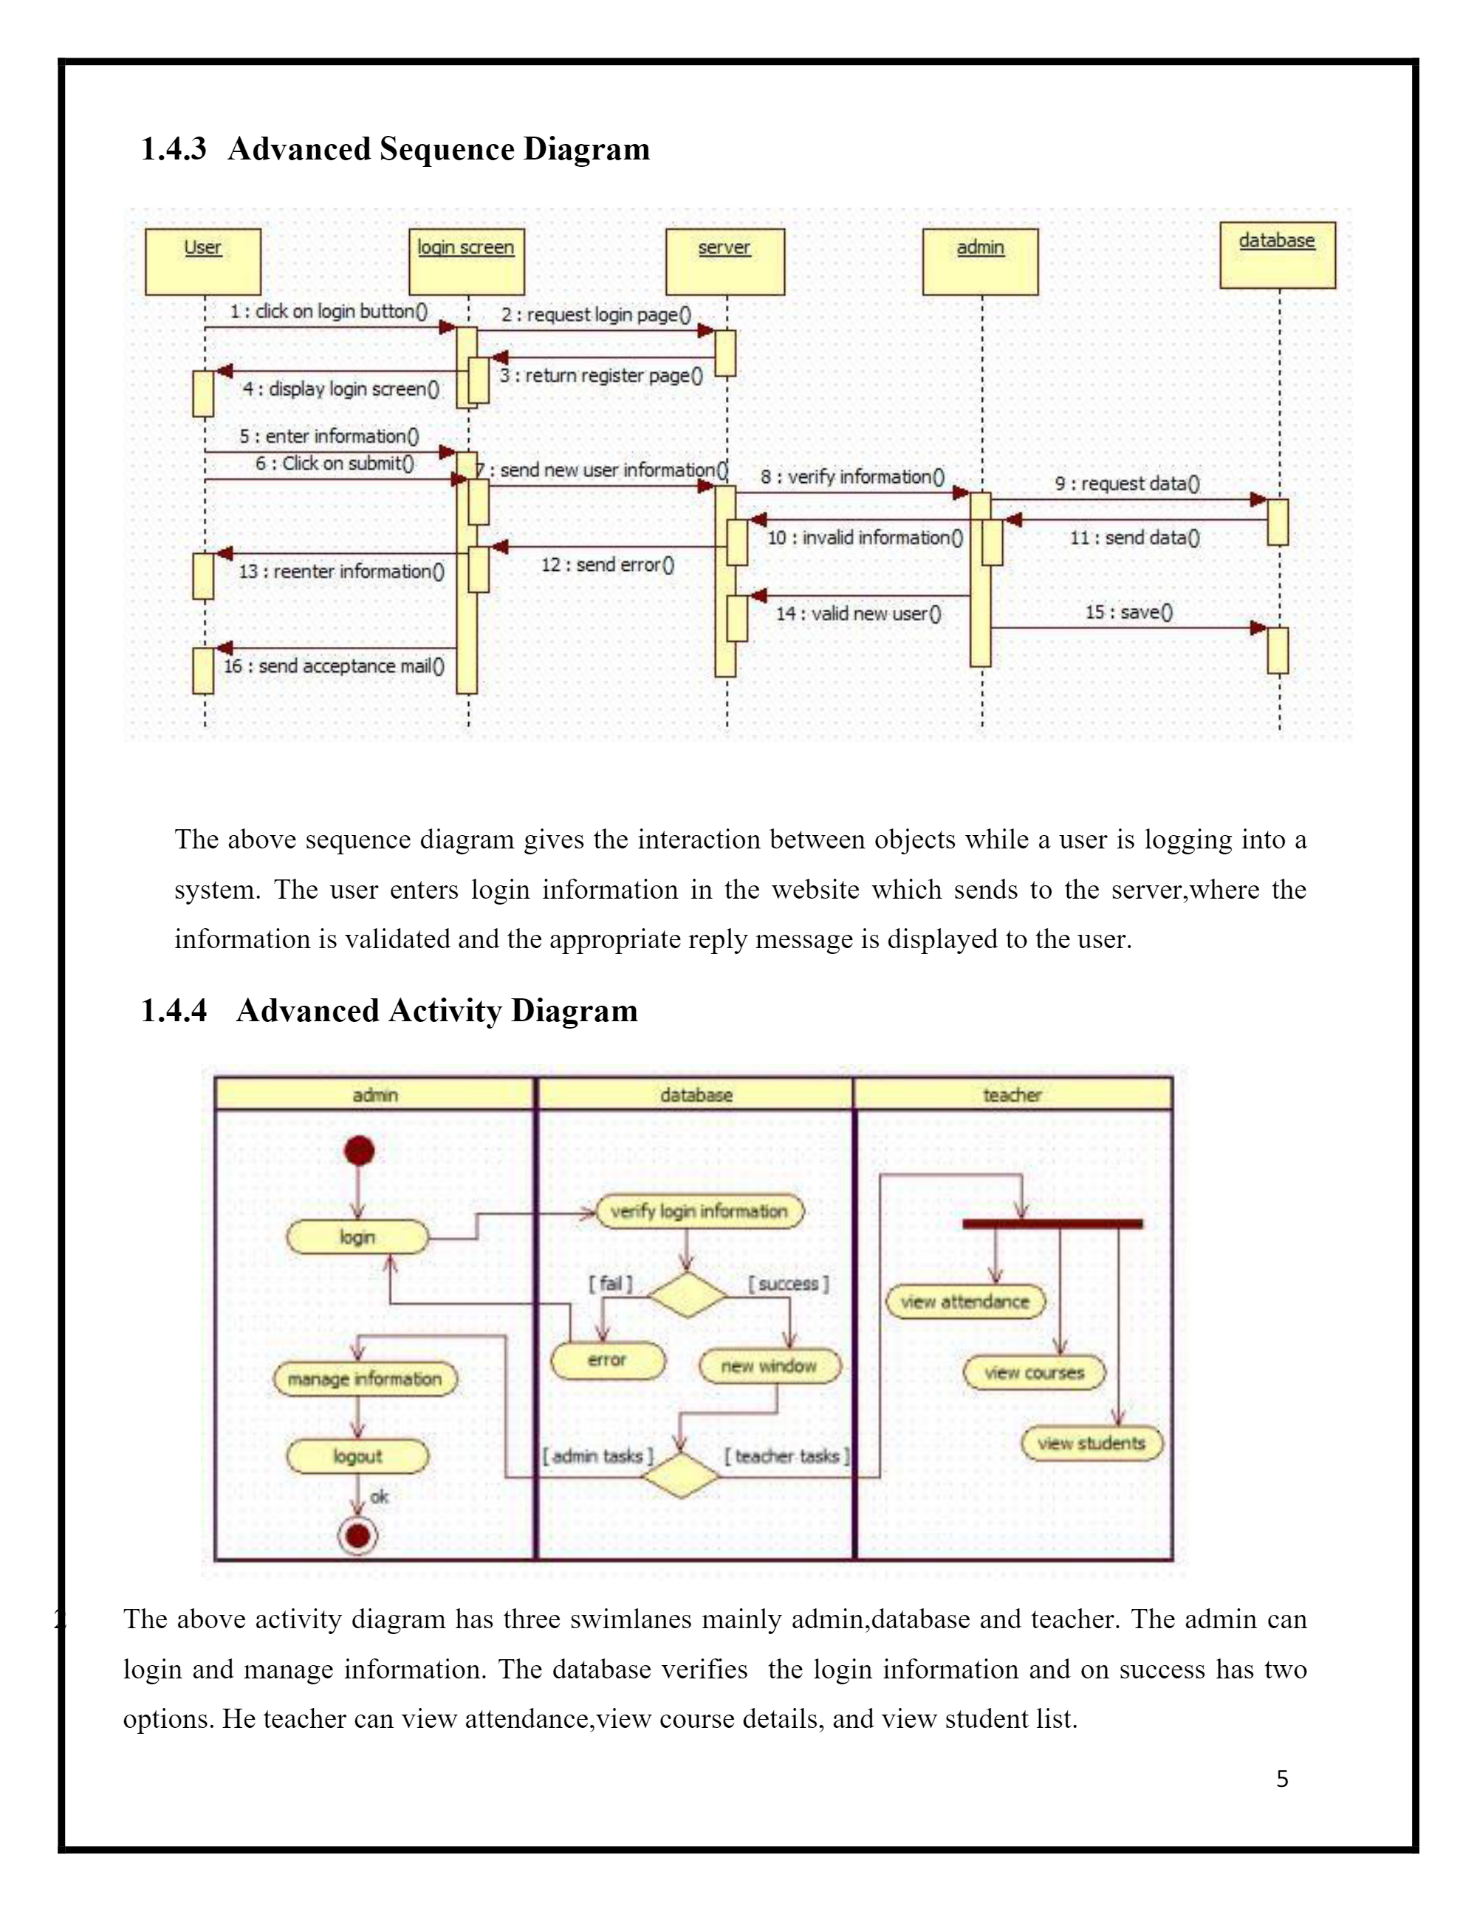 1.4.3 Advanced Sequence Diagram
User
login screen
server
admin
database
1 : click on login button()
2 : request login page()
3 : return register page()
4 : display login screen()
5 : enter information()
6 : Click on submit()
7 : send new user information()
8 : verify information()
9 : request data()
10 : invalid information()
11 : send data()
12 : send error()
13 : reenter information()
14 : valid new user()
15 : save()
16 : send acceptance mail()
The above sequence diagram gives the interaction between objects while a user is logging into a
system. The user enters login information in the website which sends to the server,where the
information is validated and the appropriate reply message is displayed to the user.
1.4.4 Advanced Activity Diagram
admin
database
teacher
login
verify login information
[ fail ]
[ success ]
view attendance
error
new window
manage information
view courses
[ admin tasks ]
[ teacher tasks ]
view students
logout
ok
2
The above activity diagram has three swimlanes mainly admin,database and teacher. The admin can
login and manage information. The database verifies the login information and on success has two
options. He teacher can view attendance,view course details, and view student list.
5